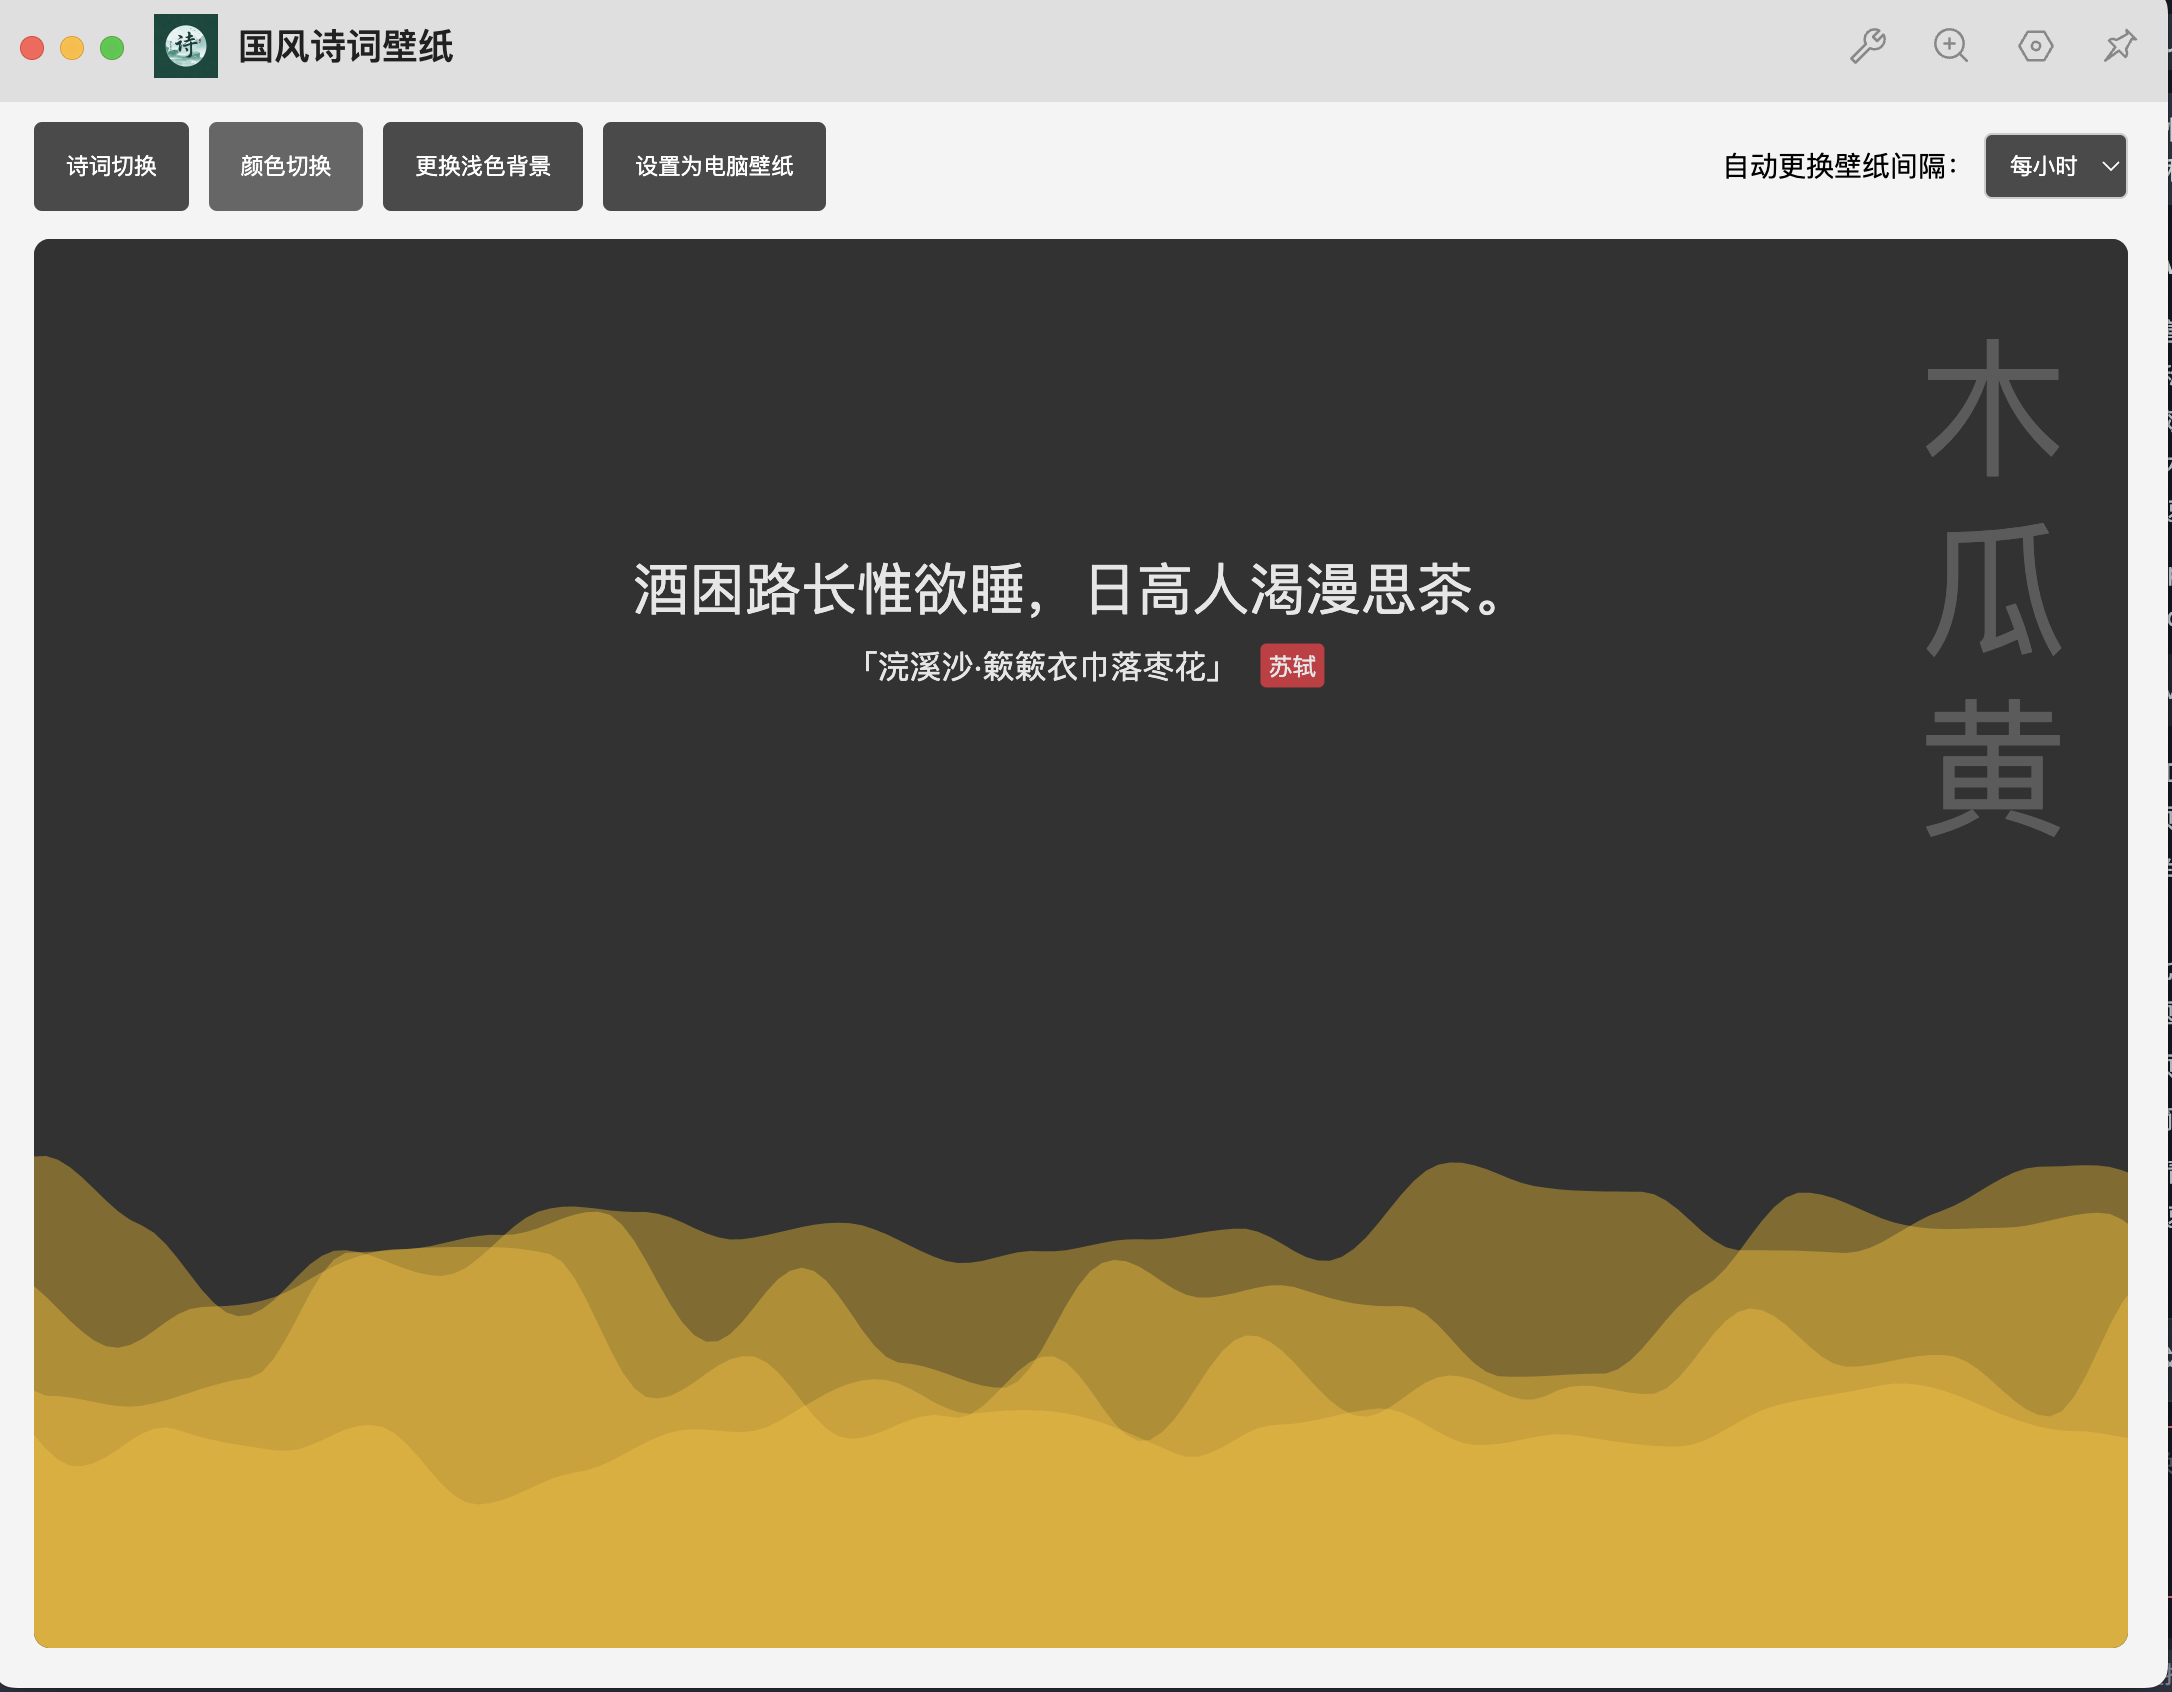 诗
国风诗词壁纸
诗词切换
颜色切换
更换浅色背景
设置为电脑壁纸
自动更换壁纸间隔：
每小时
酒困路长惟欲睡，日高人渴漫思茶。
「浣溪沙·簌簌衣巾落枣花」
苏轼
木瓜黄